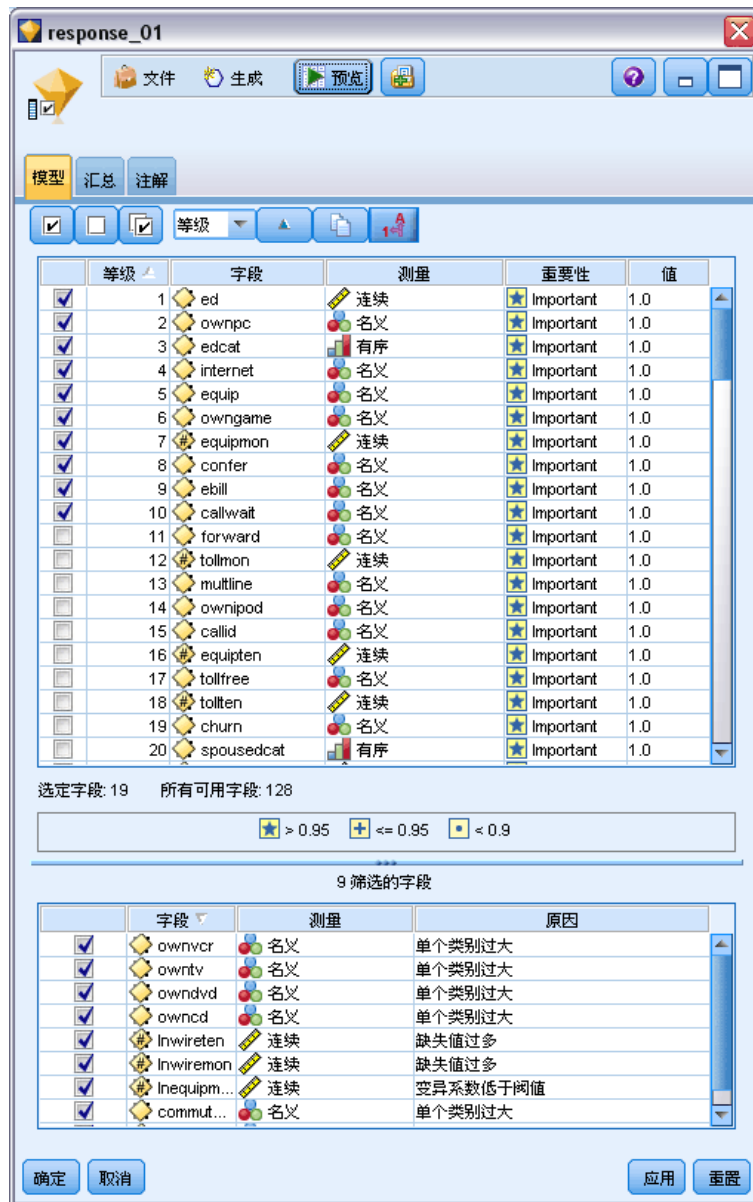 response_01
文件 生成 预览
模型 汇总 注解
等级
等级 字段 测量 重要性 值
1 ed 连续 Important 1.0
2 ownpc 名义 Important 1.0
3 edcat 有序 Important 1.0
4 internet 名义 Important 1.0
5 equip 名义 Important 1.0
6 owngame 名义 Important 1.0
7 equipmon 连续 Important 1.0
8 confer 名义 Important 1.0
9 ebill 名义 Important 1.0
10 callwait 名义 Important 1.0
11 forward 名义 Important 1.0
12 tollmon 连续 Important 1.0
13 multline 名义 Important 1.0
14 ownipod 名义 Important 1.0
15 callid 名义 Important 1.0
16 equipten 连续 Important 1.0
17 tollfree 名义 Important 1.0
18 tollten 连续 Important 1.0
19 churn 名义 Important 1.0
20 spousedcat 有序 Important 1.0
选定字段: 19 所有可用字段: 128
> 0.95 <= 0.95 < 0.9
9 筛选的字段
字段 测量 原因
ownvcr 名义 单个类别过大
owntv 名义 单个类别过大
owndvd 名义 单个类别过大
owncd 名义 单个类别过大
lnwireten 连续 缺失值过多
lnwiremon 连续 缺失值过多
lnequipm... 连续 变异系数低于阀值
commut... 名义 单个类别过大
确定 取消 应用 重置